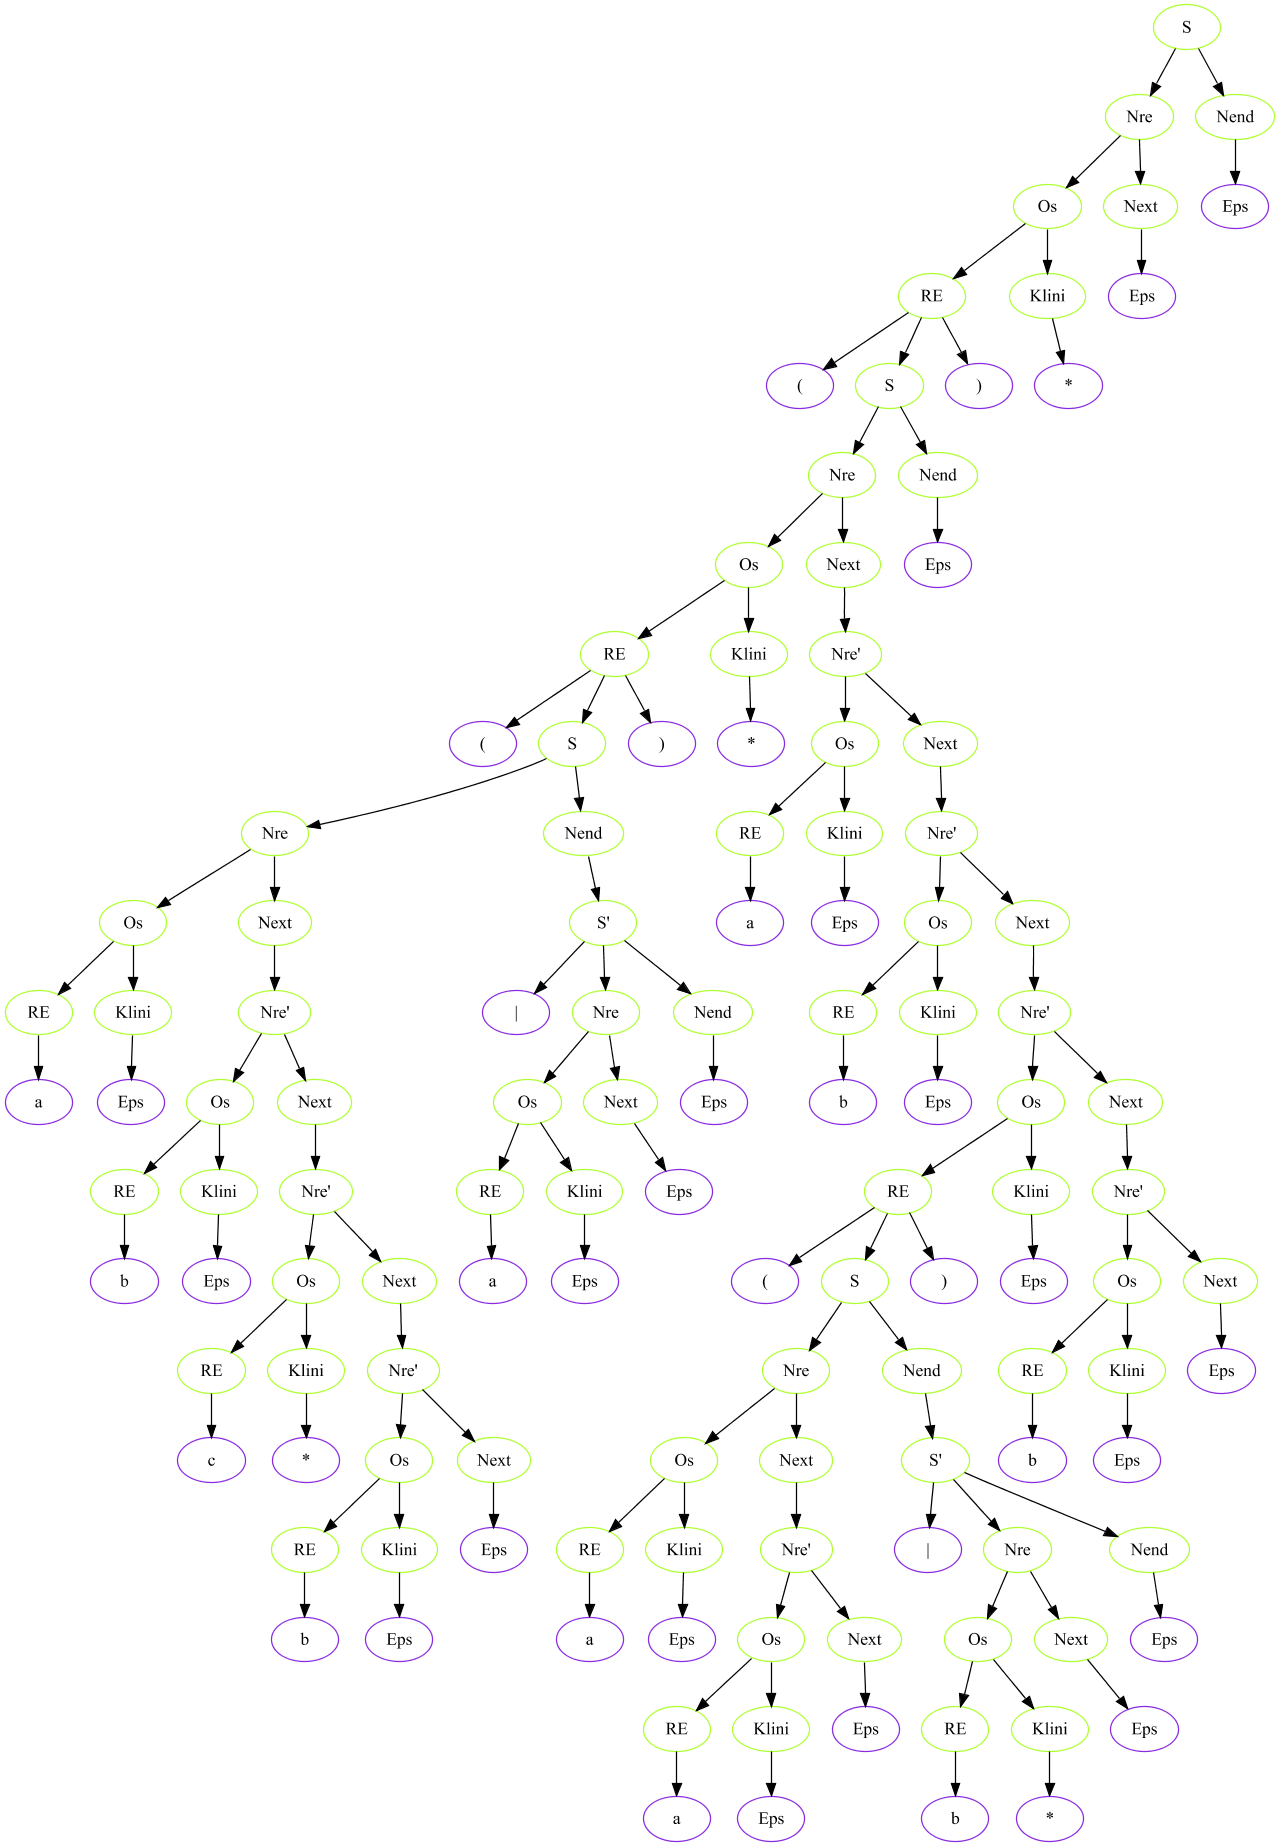 S
Nre Nend
Os Next Eps
RE Klini Eps
( S ) *
Nre Nend
Os Next Eps
RE Klini Nre'
( S ) * Os Next
Nre Nend RE Klini Nre'
Os Next S' a Eps Os Next
RE Klini Nre' | Nre Nend RE Klini Nre'
a Eps Os Next Os Next Eps b Eps Os Next
RE Klini Nre' RE Klini Eps RE Klini Nre'
b Eps Os Next a Eps ( S ) Eps Os Next
RE Klini Nre' Nre Nend RE Klini Eps
c * Os Next Os Next S' b Eps
RE Klini Eps RE Klini Nre' | Nre Nend
b Eps a Eps Os Next Os Next Eps
RE Klini Eps RE Klini Eps
a Eps b *